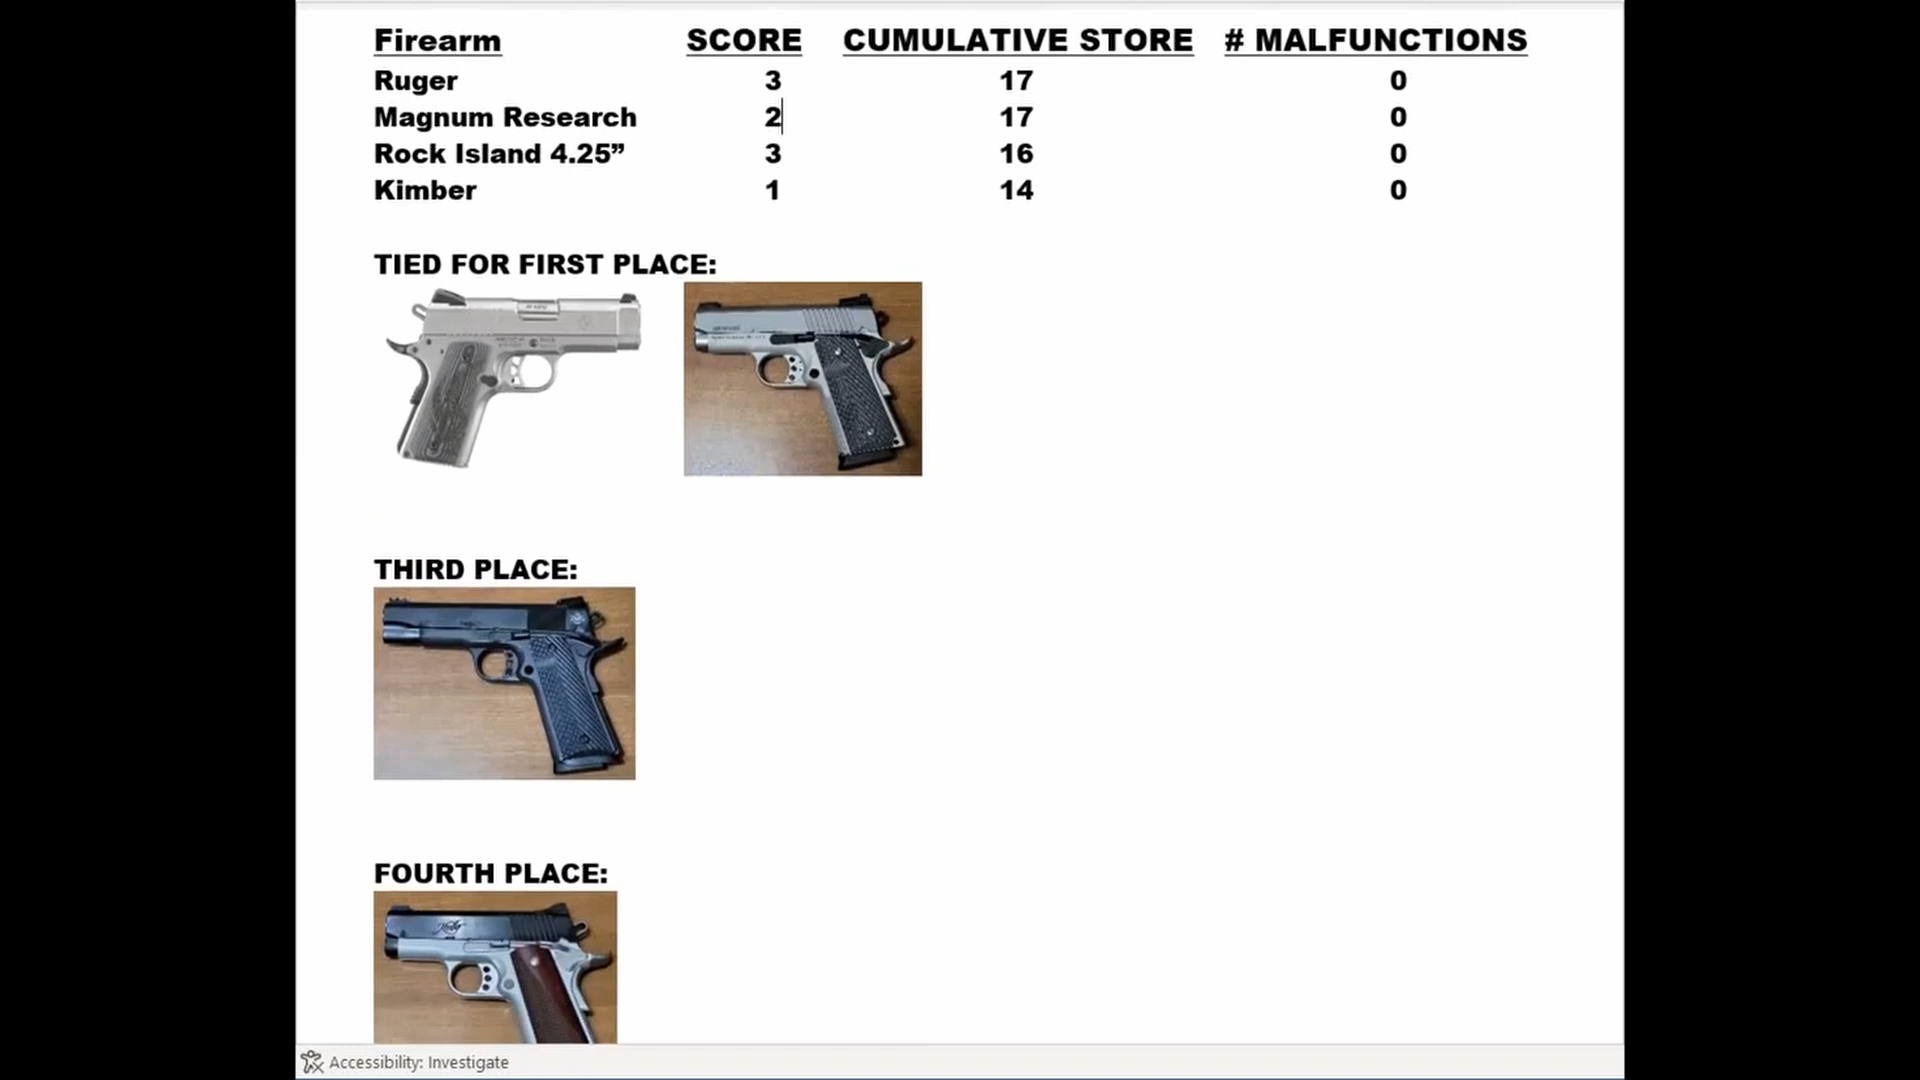 Firearm SCORE CUMULATIVE STORE # MALFUNCTIONS
Ruger 3 17 0
Magnum Research 2 17 0
Rock Island 4.25” 3 16 0
Kimber 1 14 0
TIED FOR FIRST PLACE:
THIRD PLACE:
FOURTH PLACE:
Kimber
Accessibility: Investigate